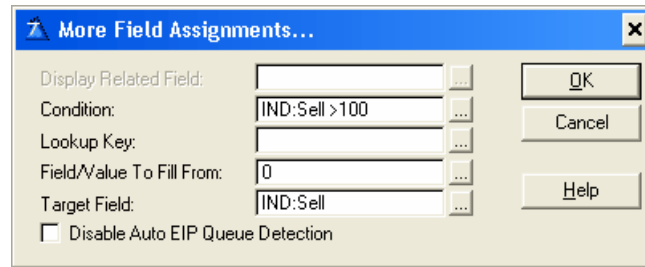 More Field Assignments...
Display Related Field: ...
OK
Condition: IND:Sell >100 ...
Cancel
Lookup Key: ...
Field/Value To Fill From: 0 ...
Help
Target Field: IND:Sell ...
Disable Auto EIP Queue Detection